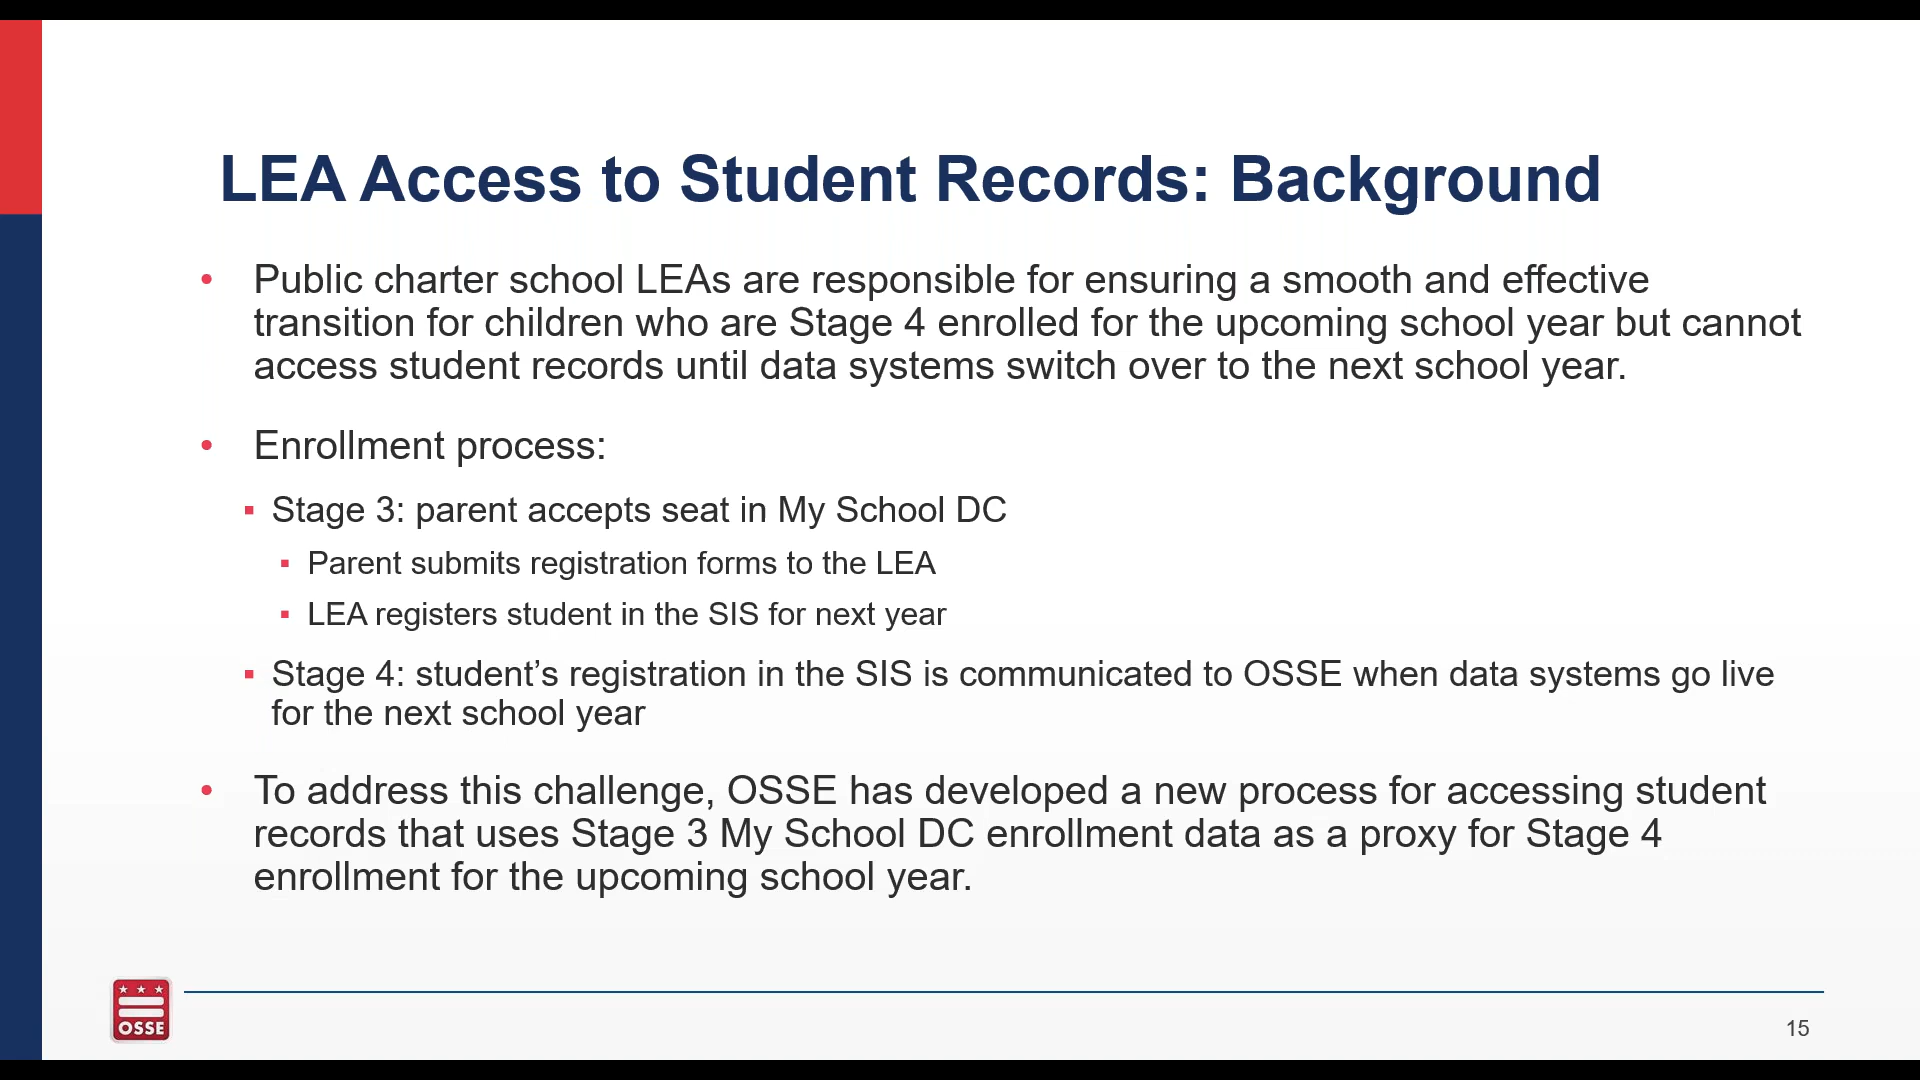 LEA Access to Student Records: Background
• Public charter school LEAs are responsible for ensuring a smooth and effective
transition for children who are Stage 4 enrolled for the upcoming school year but cannot
access student records until data systems switch over to the next school year.
• Enrollment process:
▪ Stage 3: parent accepts seat in My School DC
▪ Parent submits registration forms to the LEA
▪ LEA registers student in the SIS for next year
▪ Stage 4: student’s registration in the SIS is communicated to OSSE when data systems go live
for the next school year
• To address this challenge, OSSE has developed a new process for accessing student
records that uses Stage 3 My School DC enrollment data as a proxy for Stage 4
enrollment for the upcoming school year.
OSSE
15